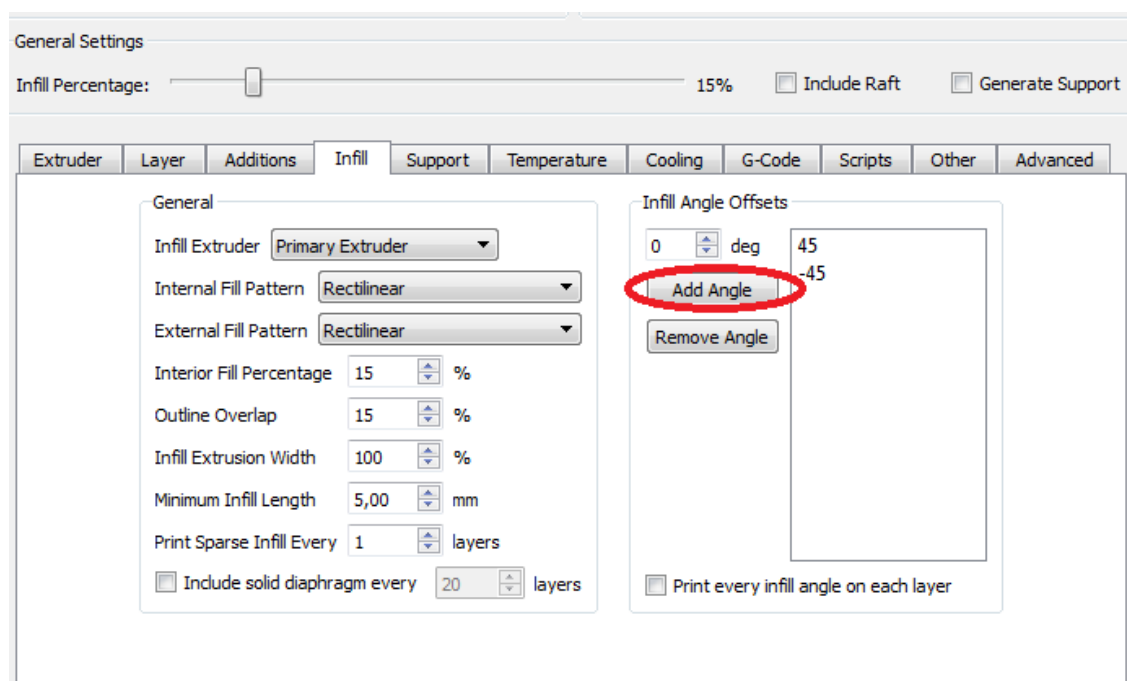 General Settings
Infill Percentage: 15% Include Raft Generate Support
Extruder Layer Additions Infill Support Temperature Cooling G-Code Scripts Other Advanced
General
Infill Extruder Primary Extruder
Internal Fill Pattern Rectilinear
External Fill Pattern Rectilinear
Interior Fill Percentage 15 %
Outline Overlap 15 %
Infill Extrusion Width 100 %
Minimum Infill Length 5,00 mm
Print Sparse Infill Every 1 layers
Include solid diaphragm every 20 layers
Infill Angle Offsets
0 deg 45
Add Angle -45
Remove Angle
Print every infill angle on each layer